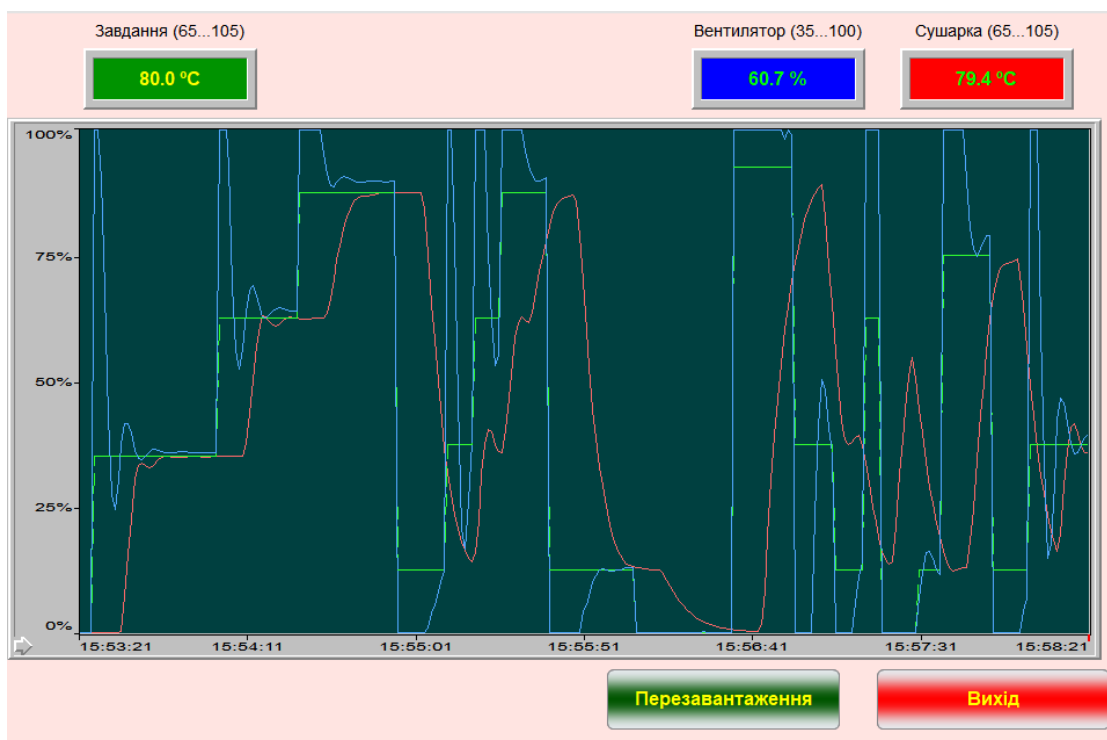 Завдання (65...105)
Вентилятор (35...100)
Сушарка (65...105)
80.0 ºC
60.7 %
79.4 ºC
100%
75%
50%
25%
0%
15:53:21
15:54:11
15:55:01
15:55:51
15:56:41
15:57:31
15:58:21
Перезавантаження
Вихід